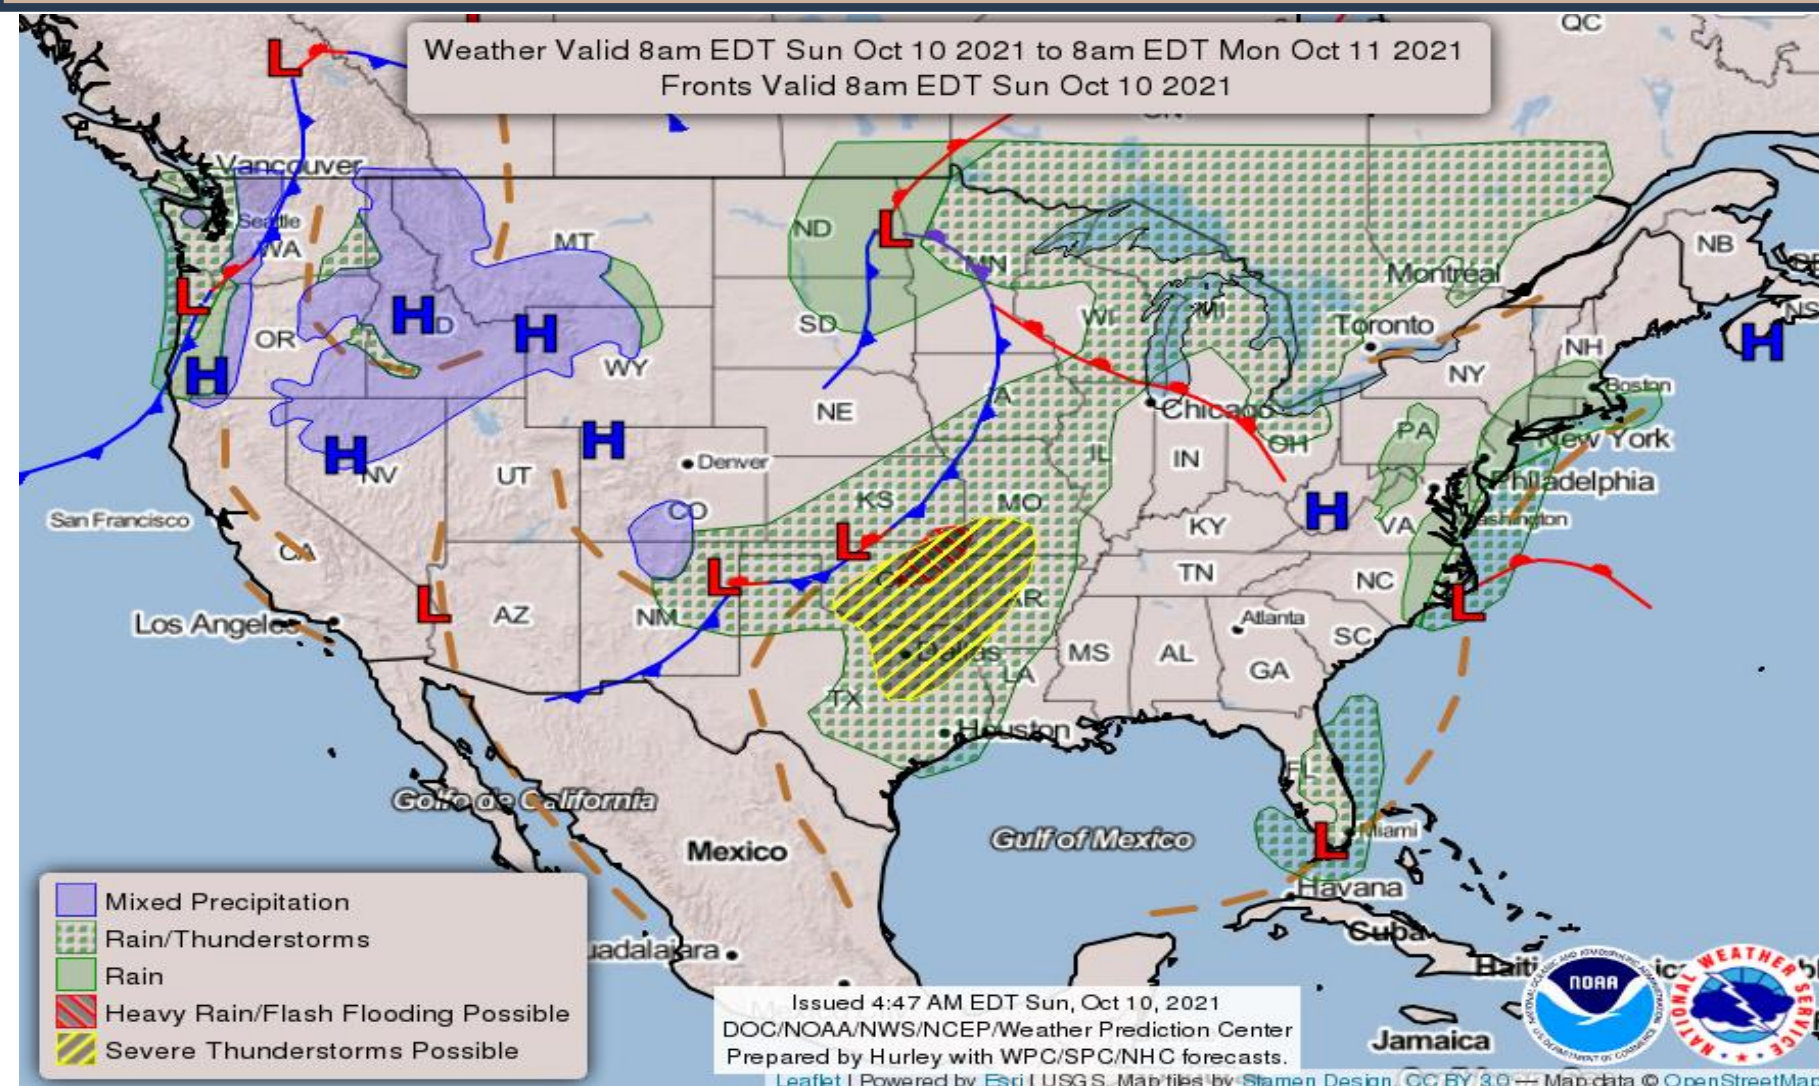 Weather Valid 8am EDT Sun Oct 10 2021 to 8am EDT Mon Oct 11 2021
Fronts Valid 8am EDT Sun Oct 10 2021
QC
L
Vancouver
Seattle
WA
MT
ND
L
MN
Montréal
NB
NS
L
OR
H
H
SD
WI
MI
Toronto
NH
H
H
WY
NY
Boston
NE
Chicago
PA
New York
H
NV
H
UT
Denver
IL
IN
OH
Philadelphia
San Francisco
CO
KS
MO
H
VA
Washington
CA
L
KY
L
TN
NC
L
Los Angeles
L
AZ
NM
AR
Atlanta
SC
Dallas
MS
AL
GA
LA
TX
Houston
FL
Golfo de California
Mexico
Gulf of Mexico
L
Miami
Havana
Cuba
Haiti
Jamaica
Mixed Precipitation
Rain/Thunderstorms
Rain
Heavy Rain/Flash Flooding Possible
Severe Thunderstorms Possible
uadalajara
Issued 4:47 AM EDT Sun, Oct 10, 2021
DOC/NOAA/NWS/NCEP/Weather Prediction Center
Prepared by Hurley with WPC/SPC/NHC forecasts.
NOAA
NATIONAL WEATHER SERVICE
Leaflet | Powered by Esri | USGS, Map tiles by Stamen Design, CC BY 3.0 — Map data © OpenStreetMap